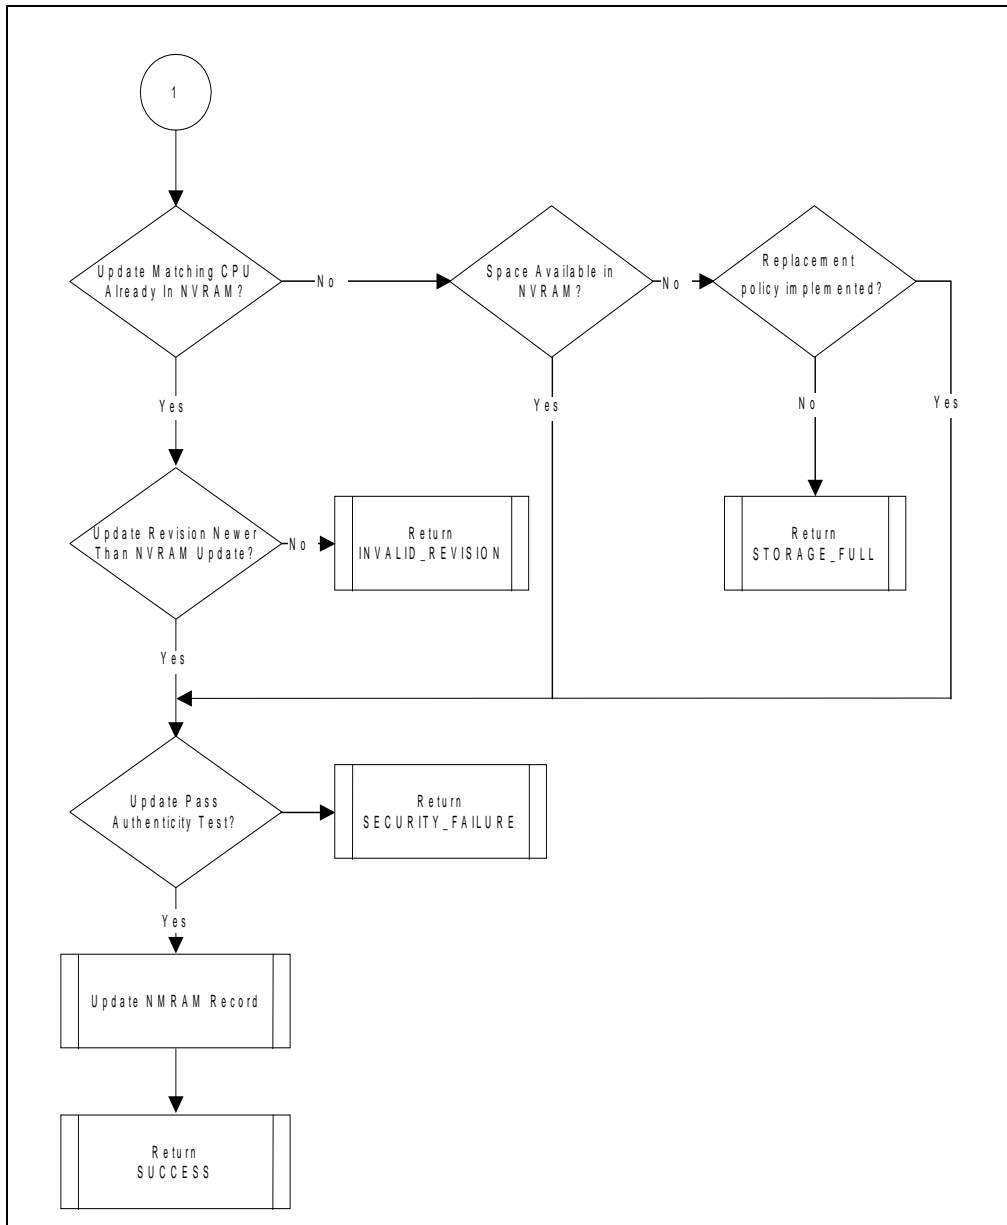 1
Update Matching CPU
Already In NVRAM?
No
Space Available in
NVRAM?
No
Replacement
policy implemented?
Yes
Yes
No
Yes
Update Revision Newer
Than NVRAM Update?
No
Return
INVALID_REVISION
Return
STORAGE_FULL
Yes
Update Pass
Authenticity Test?
Return
SECURITY_FAILURE
Yes
Update NMRAM Record
Return
SUCCESS